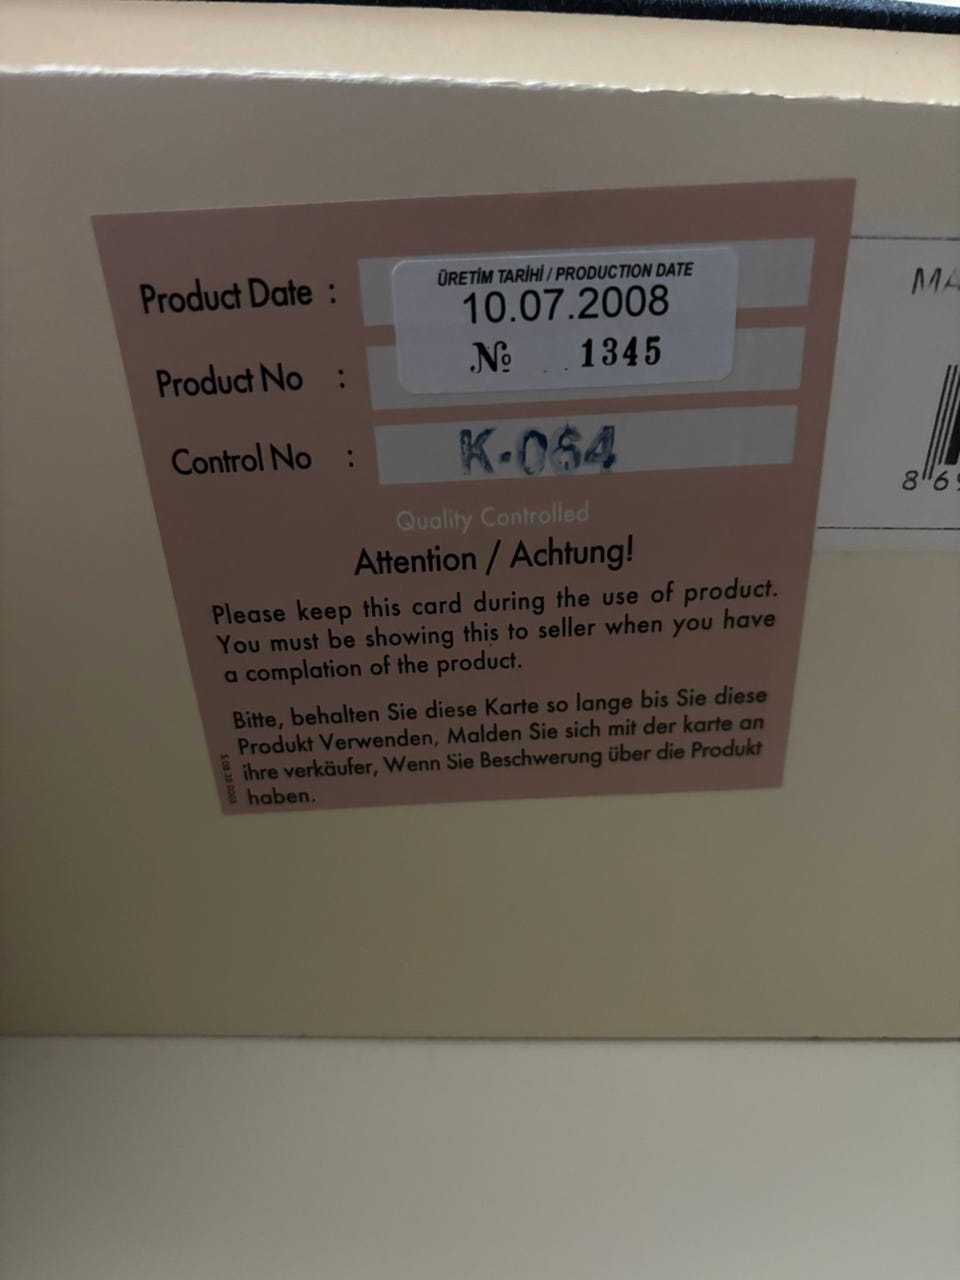 ÜRETİM TARİHİ / PRODUCTION DATE
Product Date : 10.07.2008
Product No : № 1345
Control No : K-064
Quality Controlled
Attention / Achtung!
Please keep this card during the use of product.
You must be showing this to seller when you have
a complation of the product.
Bitte, behalten Sie diese Karte so lange bis Sie diese
Produkt Verwenden, Malden Sie sich mit der karte an
ihre verkäufer, Wenn Sie Beschwerung über die Produkt
haben.
MA
8 69